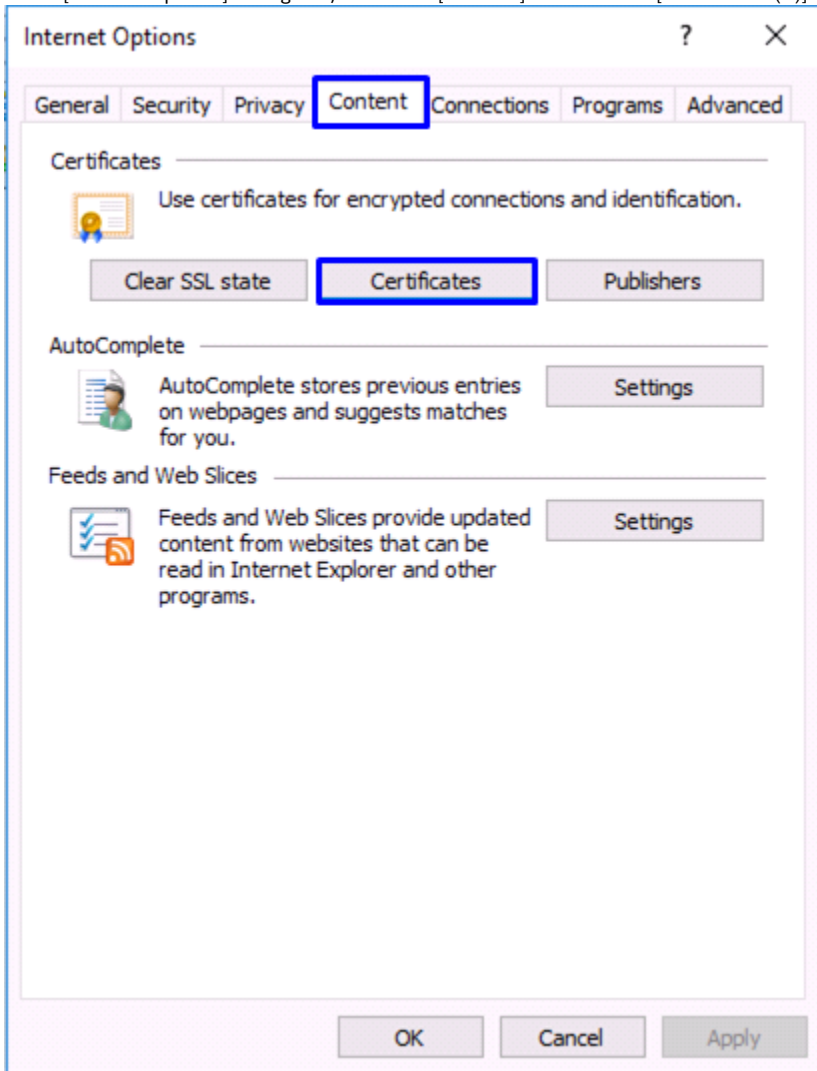 Internet Options ?
General Security Privacy Content Connections Programs Advanced
Certificates
Use certificates for encrypted connections and identification.
Clear SSL state Certificates Publishers
AutoComplete
AutoComplete stores previous entries
on webpages and suggests matches
for you.
Settings
Feeds and Web Slices
Feeds and Web Slices provide updated
content from websites that can be
read in Internet Explorer and other
programs.
Settings
OK Cancel Apply